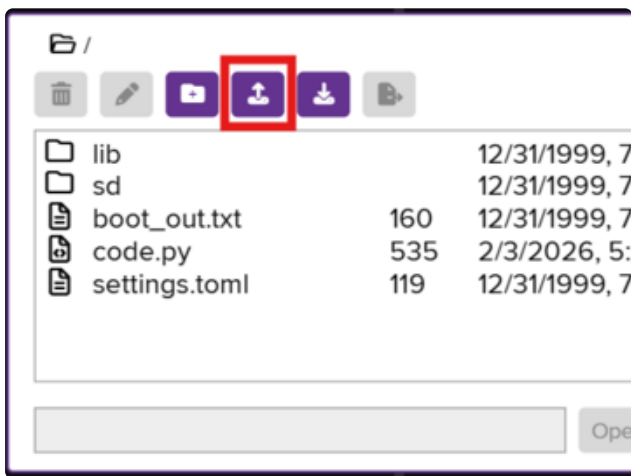 /
lib 12/31/1999, 7
sd 12/31/1999, 7
boot_out.txt 160 12/31/1999, 7
code.py 535 2/3/2026, 5:
settings.toml 119 12/31/1999, 7
Ope